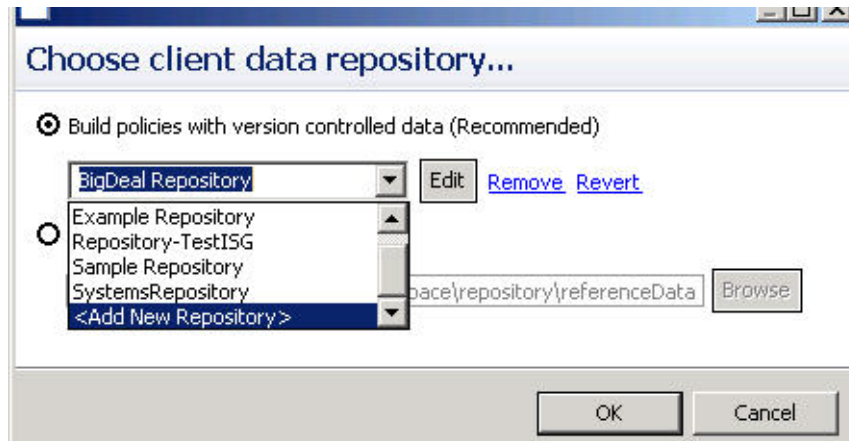 Choose client data repository...
Build policies with version controlled data (Recommended)
BigDeal Repository Edit Remove Revert
Example Repository
Repository-TestISG
Sample Repository
SystemsRepository
pace\repository\referenceData Browse
<Add New Repository>
OK Cancel